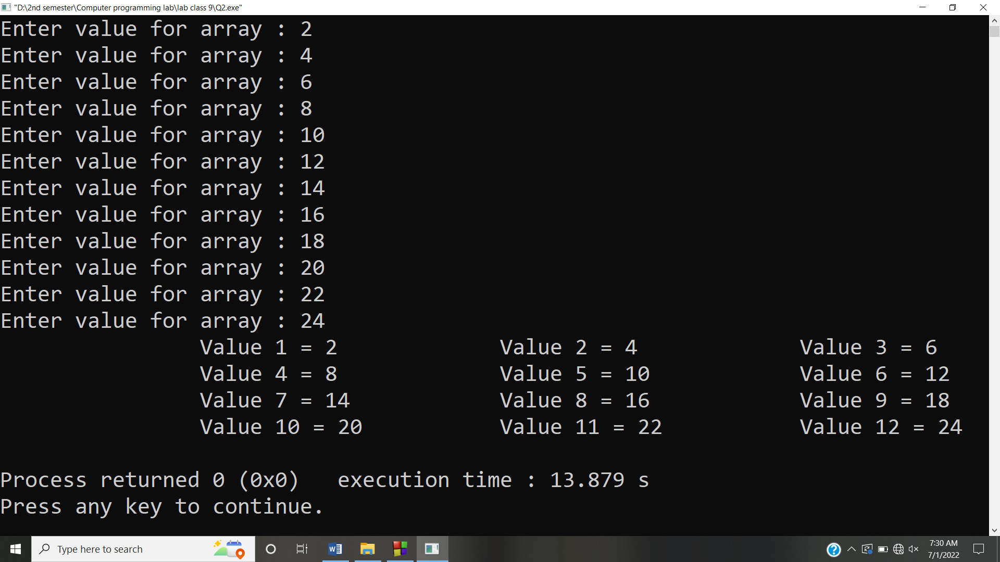 "D:\2nd semester\Computer programming lab\lab class 9\Q2.exe"
Enter value for array : 2
Enter value for array : 4
Enter value for array : 6
Enter value for array : 8
Enter value for array : 10
Enter value for array : 12
Enter value for array : 14
Enter value for array : 16
Enter value for array : 18
Enter value for array : 20
Enter value for array : 22
Enter value for array : 24
Value 1 = 2 Value 2 = 4 Value 3 = 6
Value 4 = 8 Value 5 = 10 Value 6 = 12
Value 7 = 14 Value 8 = 16 Value 9 = 18
Value 10 = 20 Value 11 = 22 Value 12 = 24
Process returned 0 (0x0)   execution time : 13.879 s
Press any key to continue.
Type here to search
7:30 AM
7/1/2022